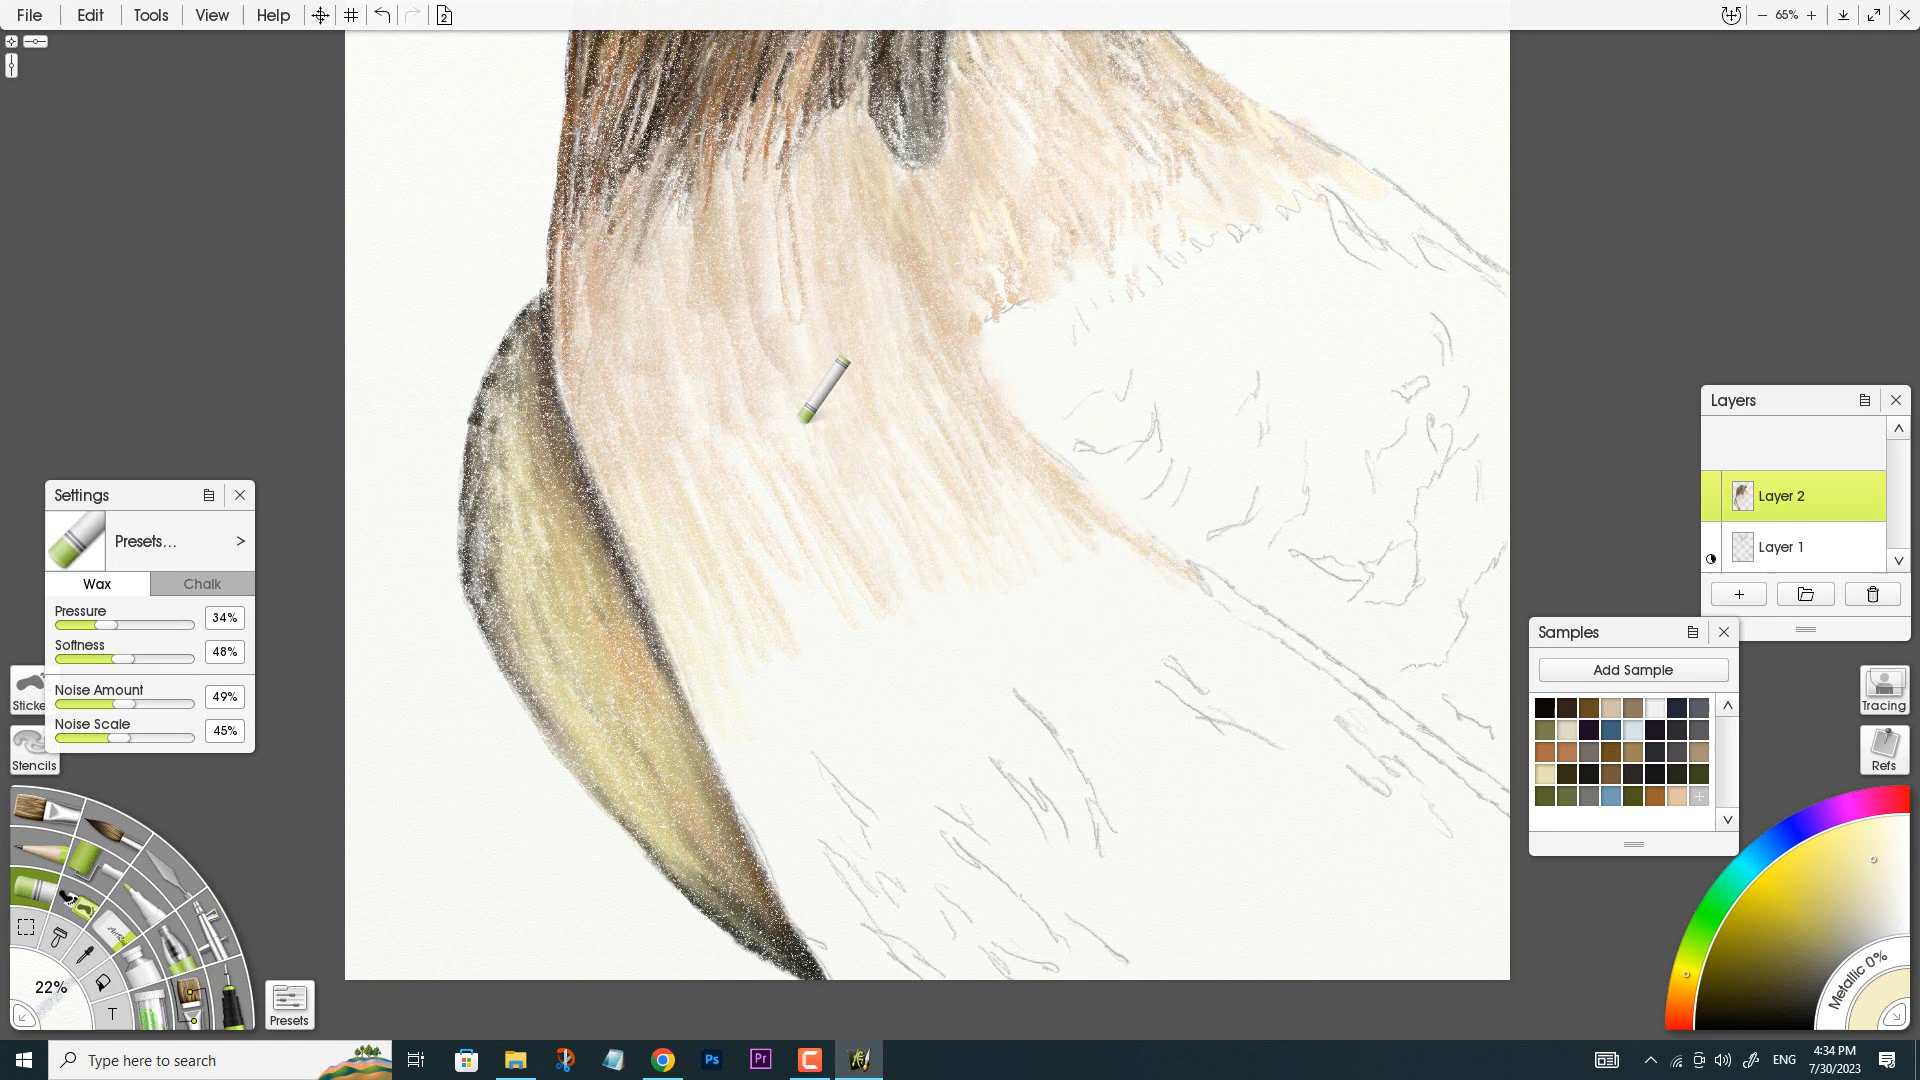 File
Edit
Tools
View
Help
2
65%
Layers
Layer 2
Layer 1
Settings
Presets...
Wax
Chalk
Pressure
34%
Softness
48%
Noise Amount
49%
Noise Scale
45%
Stencils
Samples
Add Sample
Tracing
Refs
22%
T
Presets
Metallic 0%
Type here to search
Ps
Pr
ENG
4:34 PM
7/30/2023